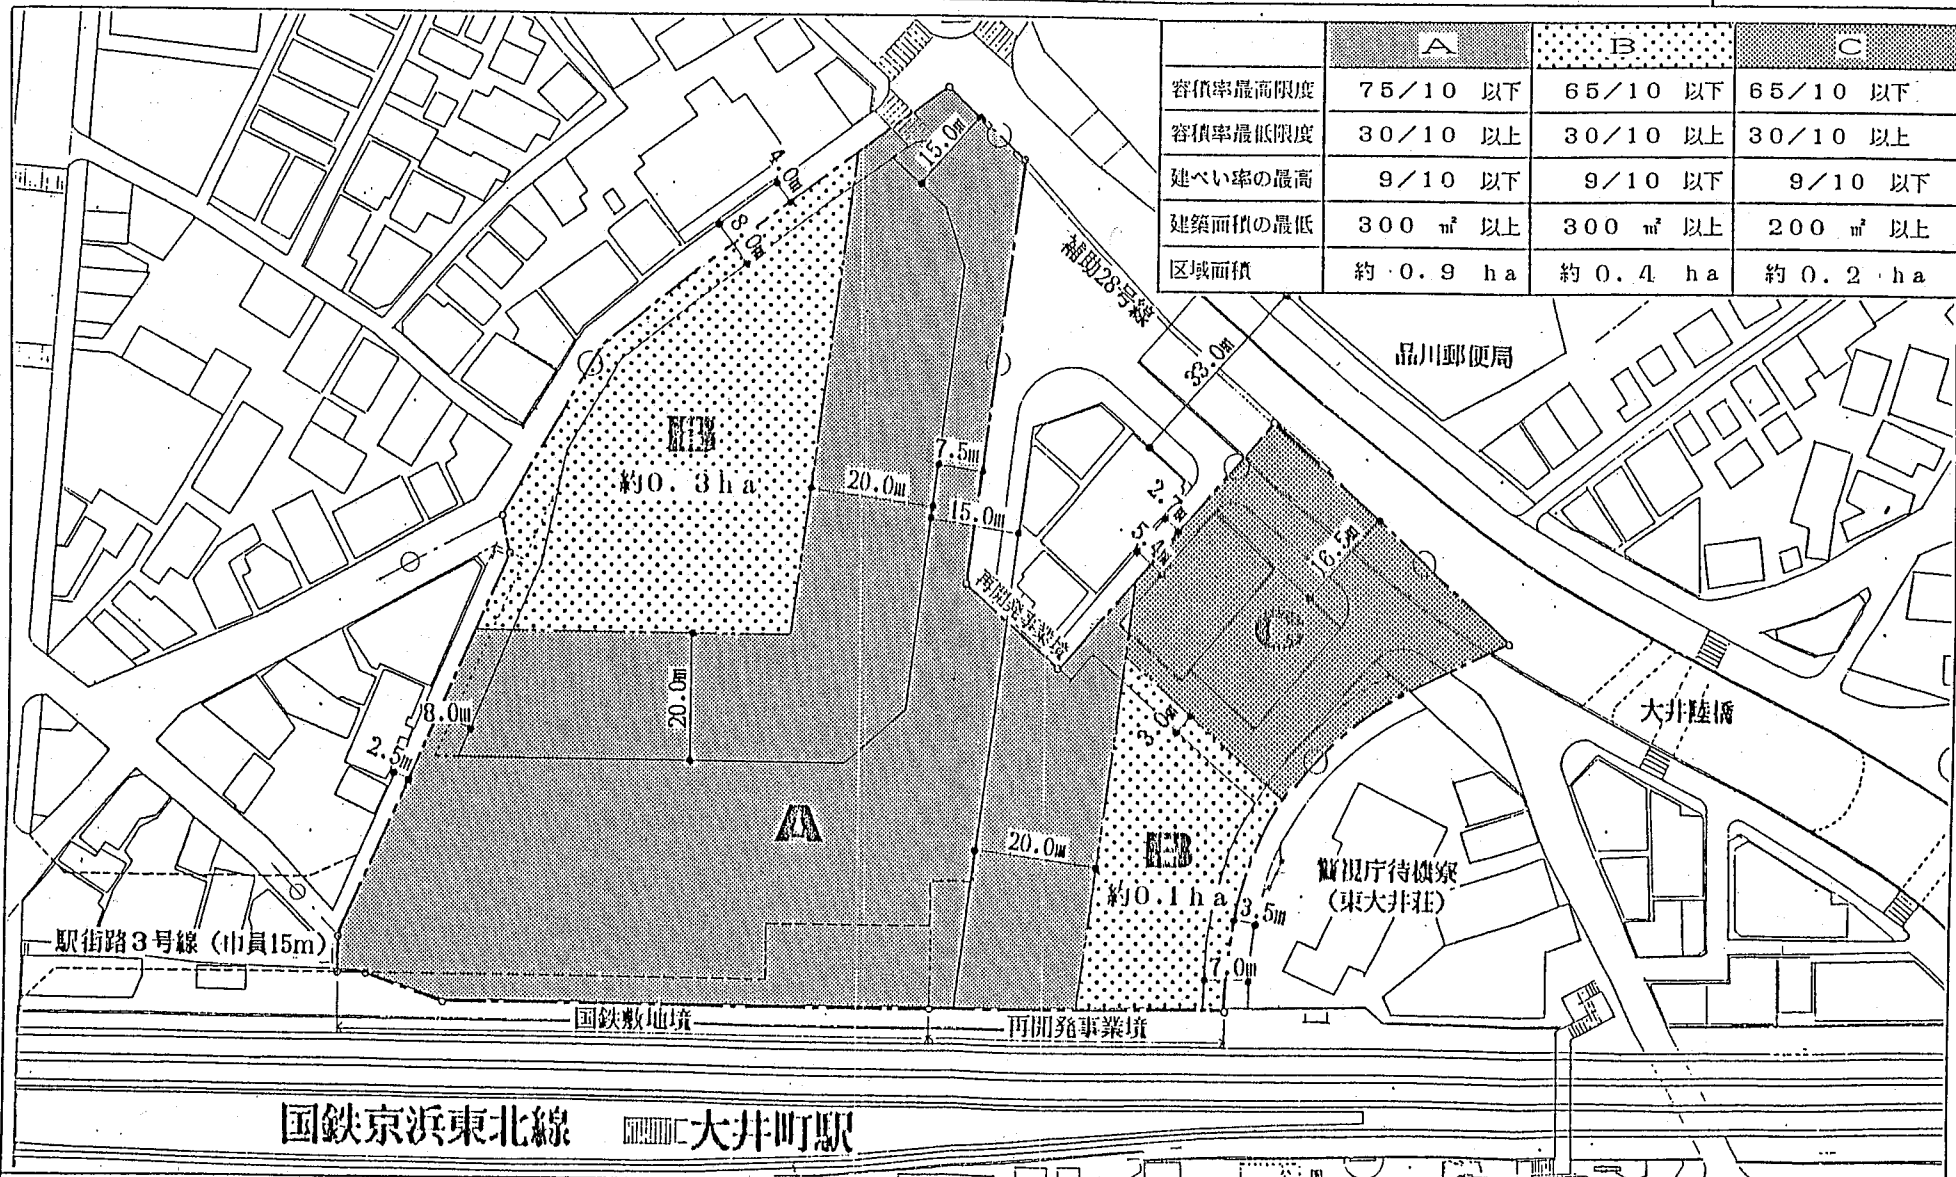 A B C
容積率最高限度 75/10 以下 65/10 以下 65/10 以下
容積率最低限度 30/10 以上 30/10 以上 30/10 以上
建ぺい率の最高 9/10 以下 9/10 以下 9/10 以下
建築面積の最低 300 ㎡ 以上 300 ㎡ 以上 200 ㎡ 以上
区域面積 約 0.9 ha 約 0.4 ha 約 0.2 ha
15.0m
4.0m
8.0m
補助28号線
33.0m
品川郵便局
B
約0.3ha
7.5m
20.0m
15.0m
2.7m
5.4m
16.5m
再開発事業境
C
20.0m
8.0m
2.5m
3.0m
大井陸橋
A
20.0m
B
約0.1ha
警視庁待機寮
(東大井荘)
3.5m
7.0m
駅街路3号線(巾員15m)
国鉄敷地境
再開発事業境
国鉄京浜東北線
大井町駅